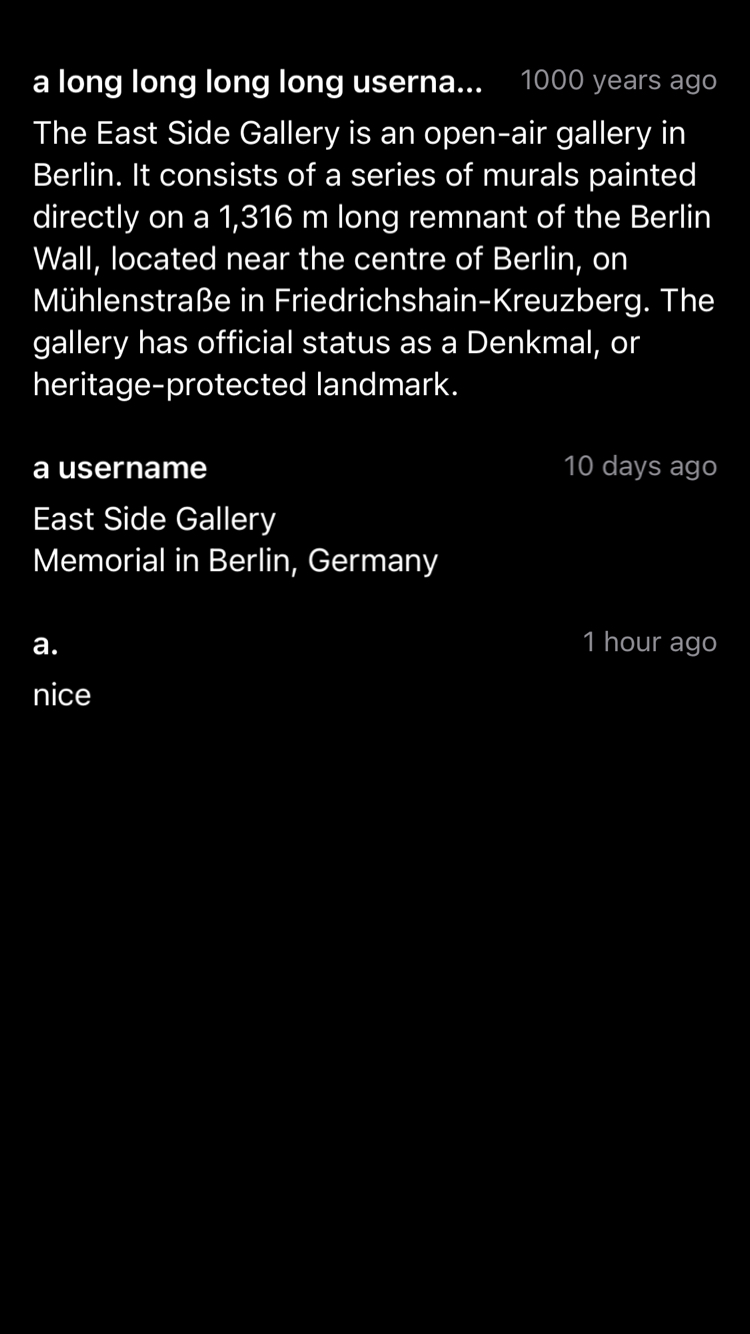 a long long long long userna... 1000 years ago
The East Side Gallery is an open-air gallery in
Berlin. It consists of a series of murals painted
directly on a 1,316 m long remnant of the Berlin
Wall, located near the centre of Berlin, on
Mühlenstraße in Friedrichshain-Kreuzberg. The
gallery has official status as a Denkmal, or
heritage-protected landmark.
a username 10 days ago
East Side Gallery
Memorial in Berlin, Germany
a. 1 hour ago
nice